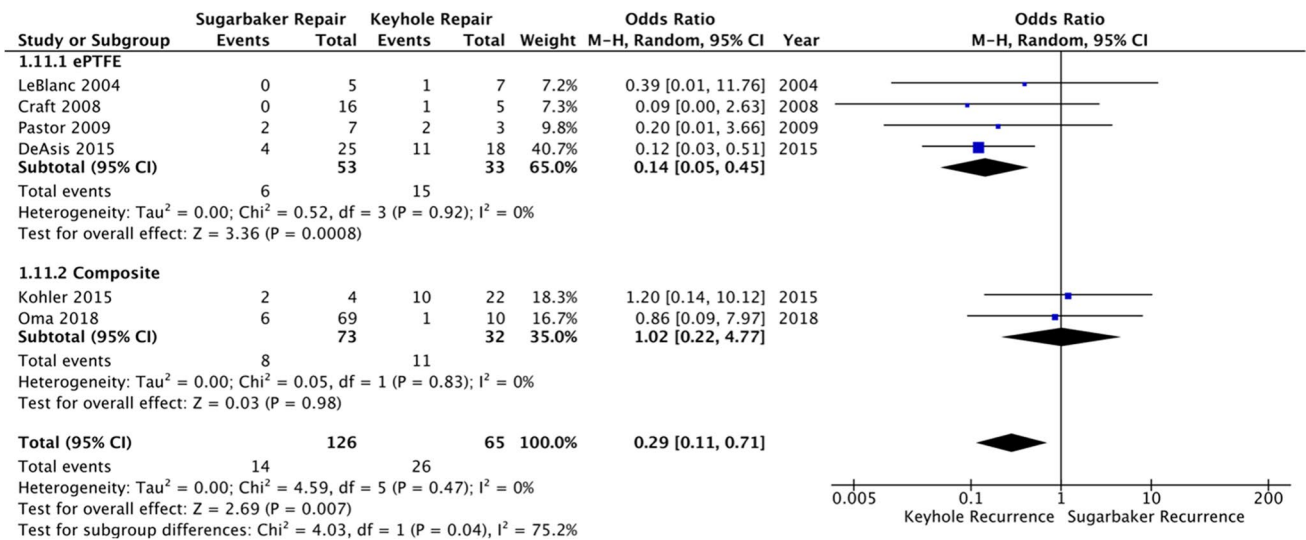 Sugarbaker Repair Keyhole Repair Odds Ratio Odds Ratio
Study or Subgroup Events Total Events Total Weight M-H, Random, 95% CI Year M-H, Random, 95% CI
1.11.1 ePTFE
LeBlanc 2004 0 5 1 7 7.2% 0.39 [0.01, 11.76] 2004
Craft 2008 0 16 1 5 7.3% 0.09 [0.00, 2.63] 2008
Pastor 2009 2 7 2 3 9.8% 0.20 [0.01, 3.66] 2009
DeAsis 2015 4 25 11 18 40.7% 0.12 [0.03, 0.51] 2015
Subtotal (95% CI) 53 33 65.0% 0.14 [0.05, 0.45]
Total events 6 15
Heterogeneity: Tau² = 0.00; Chi² = 0.52, df = 3 (P = 0.92); I² = 0%
Test for overall effect: Z = 3.36 (P = 0.0008)
1.11.2 Composite
Kohler 2015 2 4 10 22 18.3% 1.20 [0.14, 10.12] 2015
Oma 2018 6 69 1 10 16.7% 0.86 [0.09, 7.97] 2018
Subtotal (95% CI) 73 32 35.0% 1.02 [0.22, 4.77]
Total events 8 11
Heterogeneity: Tau² = 0.00; Chi² = 0.05, df = 1 (P = 0.83); I² = 0%
Test for overall effect: Z = 0.03 (P = 0.98)
Total (95% CI) 126 65 100.0% 0.29 [0.11, 0.71]
Total events 14 26
Heterogeneity: Tau² = 0.00; Chi² = 4.59, df = 5 (P = 0.47); I² = 0%
Test for overall effect: Z = 2.69 (P = 0.007)
Test for subgroup differences: Chi² = 4.03, df = 1 (P = 0.04), I² = 75.2%
0.005 0.1 1 10 200
Keyhole Recurrence Sugarbaker Recurrence